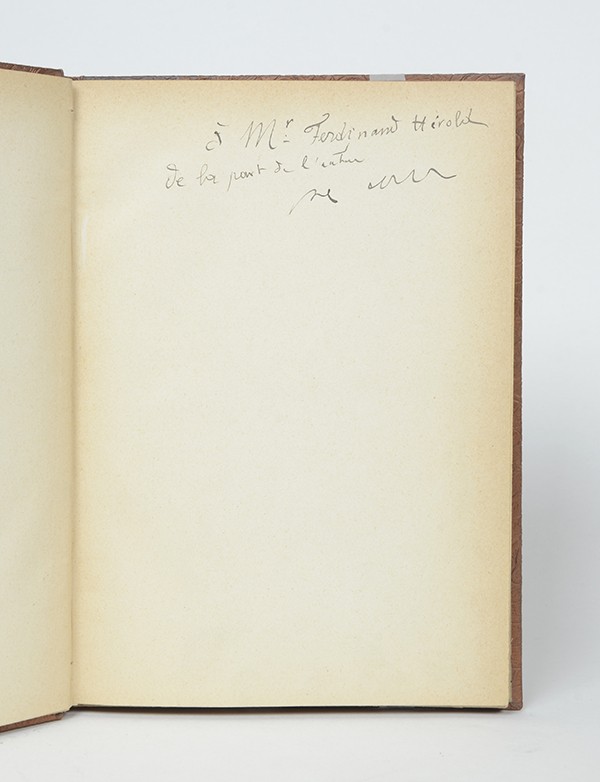 à Mr Ferdinand Hérold
de la part de l'auteur